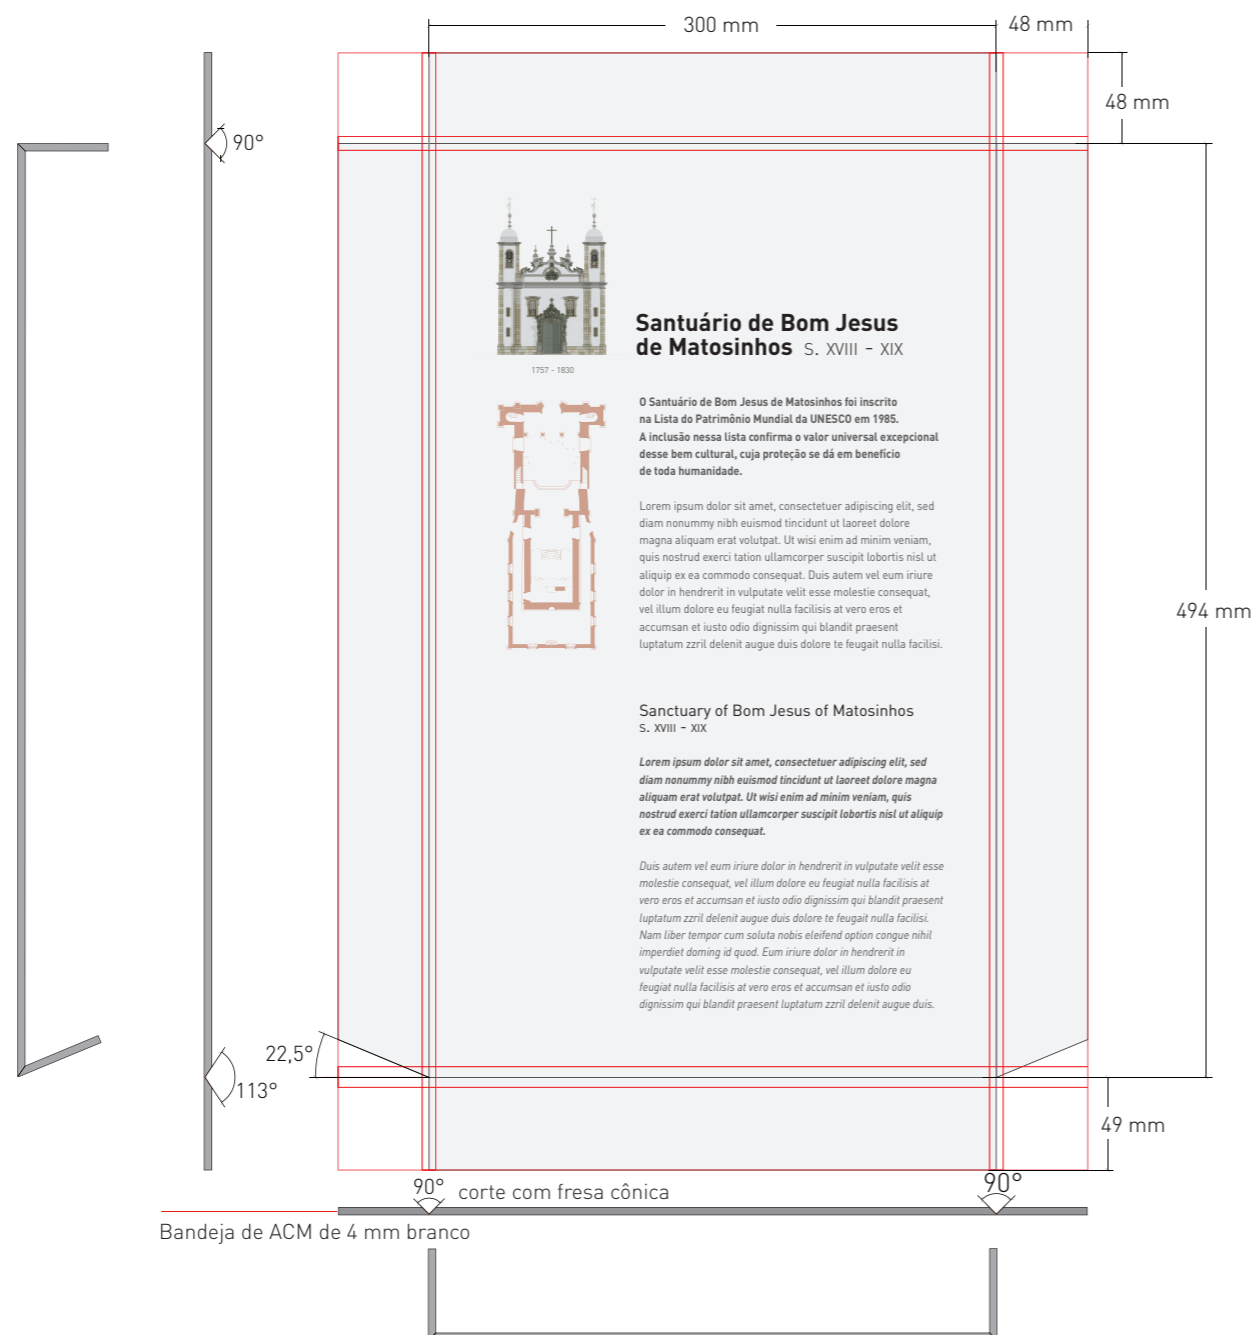 300 mm
48 mm
48 mm
90°
Santuário de Bom Jesus
de Matosinhos S. XVIII - XIX
1757 - 1830
O Santuário de Bom Jesus de Matosinhos foi inscrito
na Lista do Patrimônio Mundial da UNESCO em 1985.
A inclusão nessa lista confirma o valor universal excepcional
desse bem cultural, cuja proteção se dá em benefício
de toda humanidade.
Lorem ipsum dolor sit amet, consectetuer adipiscing elit, sed
diam nonummy nibh euismod tincidunt ut laoreet dolore
magna aliquam erat volutpat. Ut wisi enim ad minim veniam,
quis nostrud exerci tation ullamcorper suscipit lobortis nisl ut
aliquip ex ea commodo consequat. Duis autem vel eum iriure
dolor in hendrerit in vulputate velit esse molestie consequat,
vel illum dolore eu feugiat nulla facilisis at vero eros et
accumsan et iusto odio dignissim qui blandit praesent
luptatum zzril delenit augue duis dolore te feugait nulla facilisi.
494 mm
Sanctuary of Bom Jesus of Matosinhos
S. XVIII - XIX
Lorem ipsum dolor sit amet, consectetuer adipiscing elit, sed
diam nonummy nibh euismod tincidunt ut laoreet dolore magna
aliquam erat volutpat. Ut wisi enim ad minim veniam, quis
nostrud exerci tation ullamcorper suscipit lobortis nisl ut aliquip
ex ea commodo consequat.
Duis autem vel eum iriure dolor in hendrerit in vulputate velit esse
molestie consequat, vel illum dolore eu feugiat nulla facilisis at
vero eros et accumsan et iusto odio dignissim qui blandit praesent
luptatum zzril delenit augue duis dolore te feugait nulla facilisi.
Nam liber tempor cum soluta nobis eleifend option congue nihil
imperdiet doming id quod. Eum iriure dolor in hendrerit in
vulputate velit esse molestie consequat, vel illum dolore eu
feugiat nulla facilisis at vero eros et accumsan et iusto odio
dignissim qui blandit praesent luptatum zzril delenit augue duis.
22,5°
113°
49 mm
90° corte com fresa cônica
90°
Bandeja de ACM de 4 mm branco